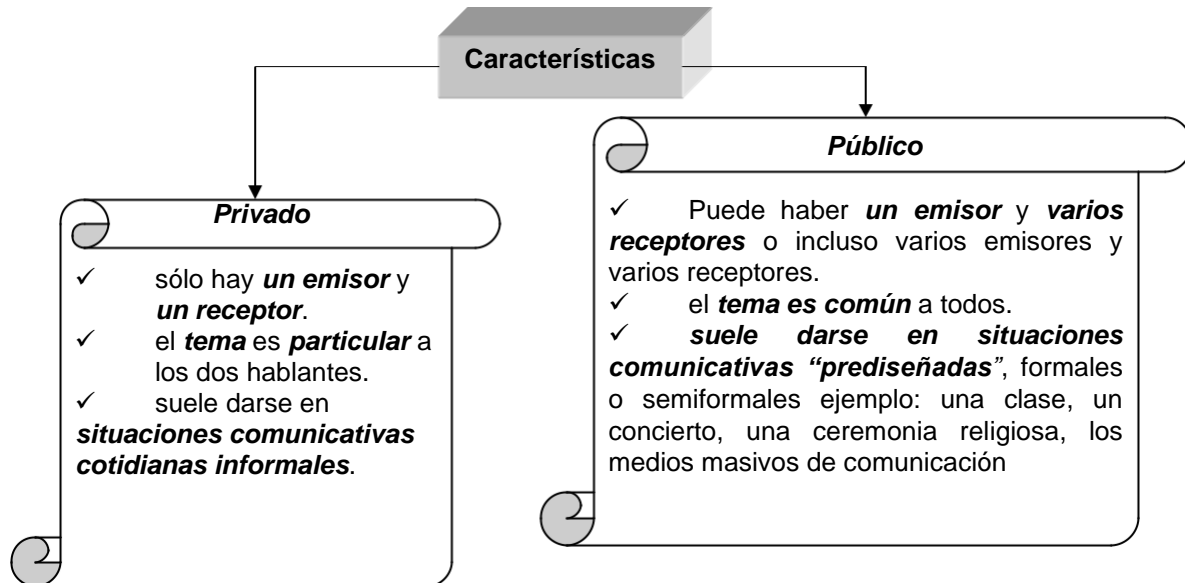 Características
Privado
✓ sólo hay un emisor y
un receptor.
✓ el tema es particular a
los dos hablantes.
✓ suele darse en
situaciones comunicativas
cotidianas informales.
Público
✓ Puede haber un emisor y varios
receptores o incluso varios emisores y
varios receptores.
✓ el tema es común a todos.
✓ suele darse en situaciones
comunicativas “prediseñadas”, formales
o semiformales ejemplo: una clase, un
concierto, una ceremonia religiosa, los
medios masivos de comunicación